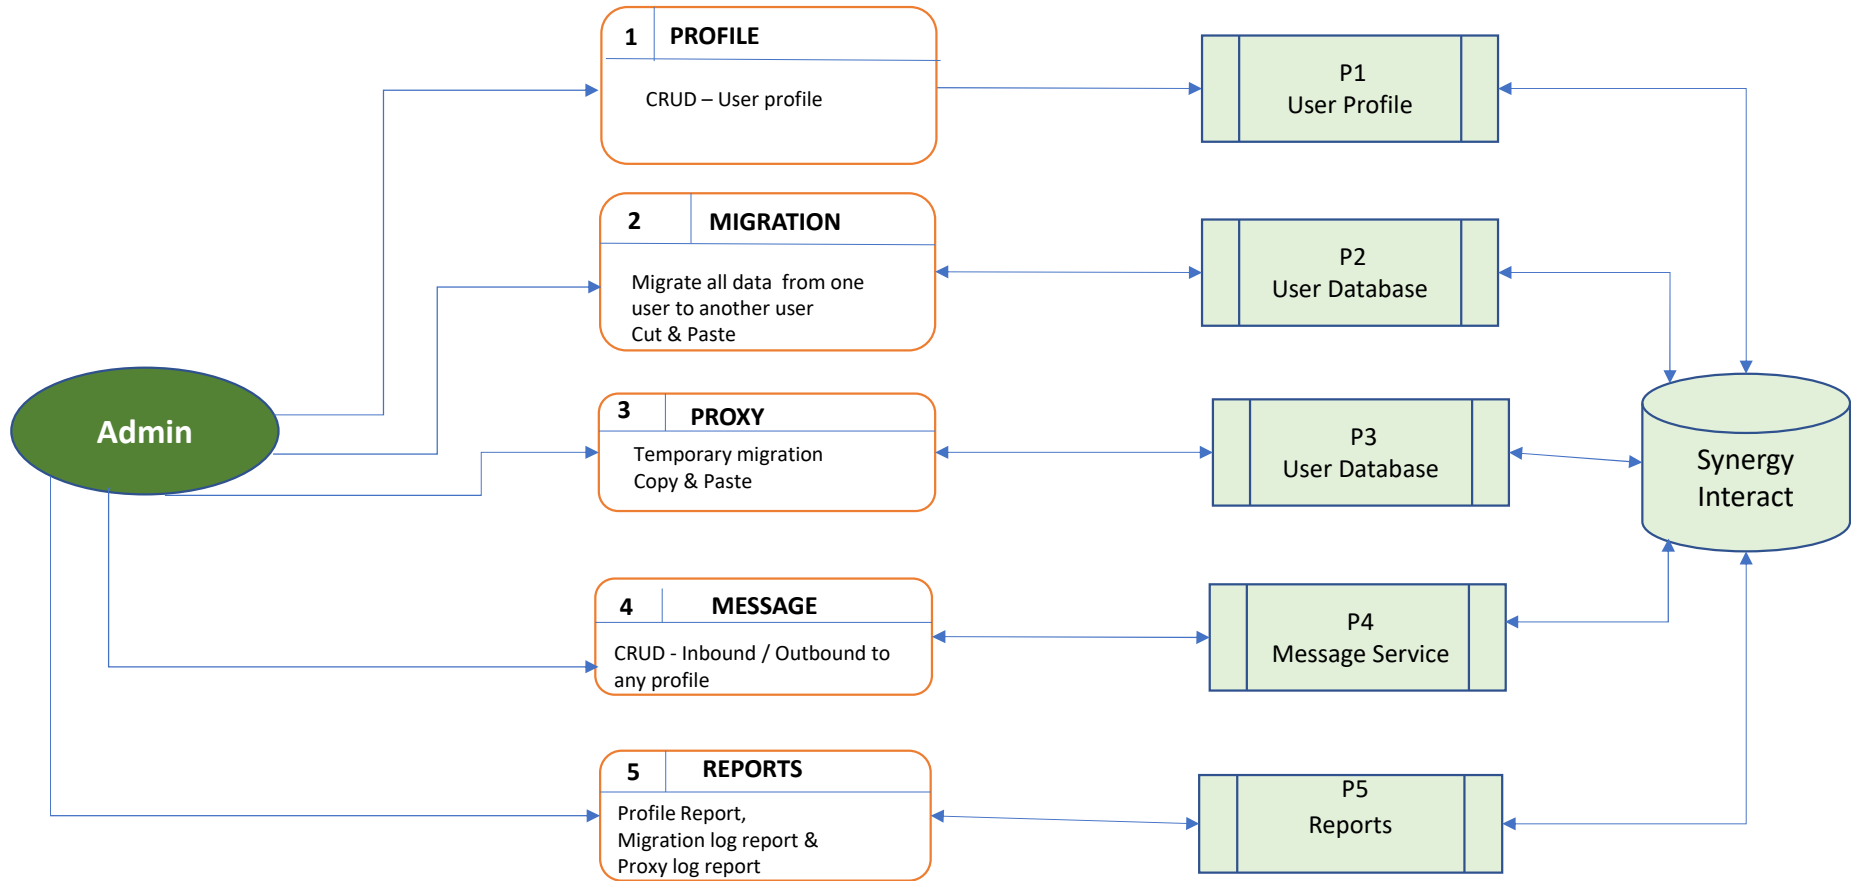 1 PROFILE
CRUD – User profile
P1
User Profile
2 MIGRATION
Migrate all data  from one
user to another user
Cut & Paste
P2
User Database
Admin
3 PROXY
Temporary migration
Copy & Paste
P3
User Database
Synergy
Interact
4 MESSAGE
CRUD - Inbound / Outbound to
any profile
P4
Message Service
5 REPORTS
Profile Report,
Migration log report &
Proxy log report
P5
Reports